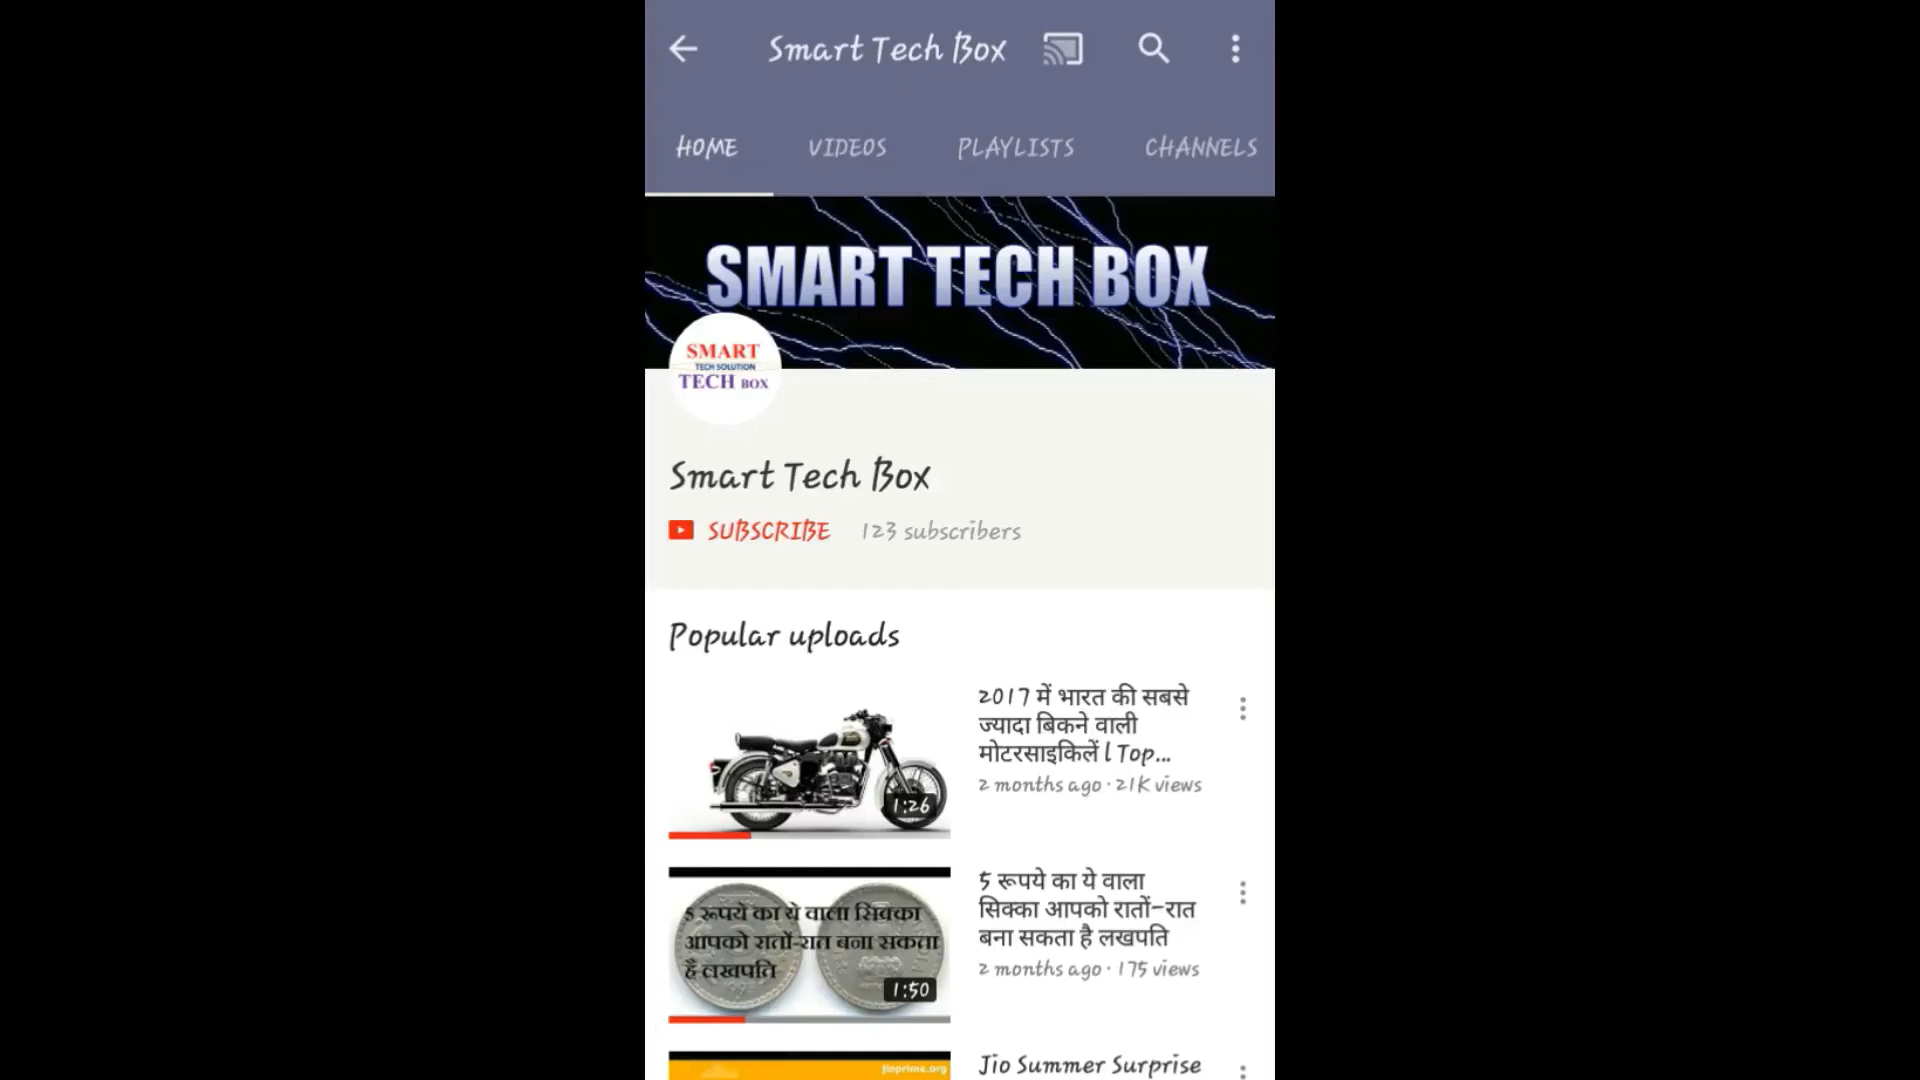 Smart Tech Box
HOME VIDEOS PLAYLISTS CHANNELS
SMART TECH BOX
SMART
TECH SOLUTION
TECH BOX
Smart Tech Box
SUBSCRIBE 123 subscribers
Popular uploads
2017 में भारत की सबसे
ज्यादा बिकने वाली
मोटरसाइकिलें l Top...
2 months ago · 21K views
1:26
5 रूपये का ये वाला
सिक्का आपको रातों-रात
बना सकता है लखपति
2 months ago · 175 views
5 रूपये का ये वाला सिक्का
आपको रातों-रात बना सकता
है लखपति
1:50
Jio Summer Surprise
jioprime.org